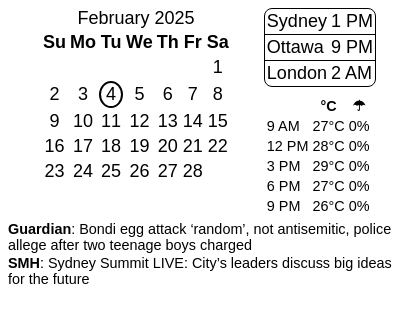 February 2025
Su Mo Tu We Th Fr Sa
1
2 3 4 5 6 7 8
9 10 11 12 13 14 15
16 17 18 19 20 21 22
23 24 25 26 27 28
Sydney 1 PM
Ottawa 9 PM
London 2 AM
°C ☂
9 AM 27°C 0%
12 PM 28°C 0%
3 PM 29°C 0%
6 PM 27°C 0%
9 PM 26°C 0%
Guardian: Bondi egg attack ‘random’, not antisemitic, police
allege after two teenage boys charged
SMH: Sydney Summit LIVE: City’s leaders discuss big ideas
for the future